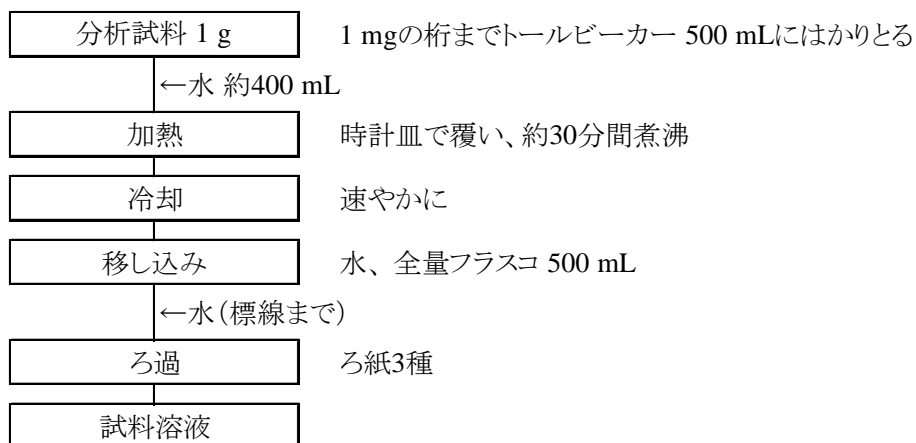 分析試料 1 g 1 mgの桁までトールビーカー 500 mLにはかりとる
←水 約400 mL
加熱 時計皿で覆い、約30分間煮沸
冷却 速やかに
移し込み 水、全量フラスコ 500 mL
←水(標線まで)
ろ過 ろ紙3種
試料溶液